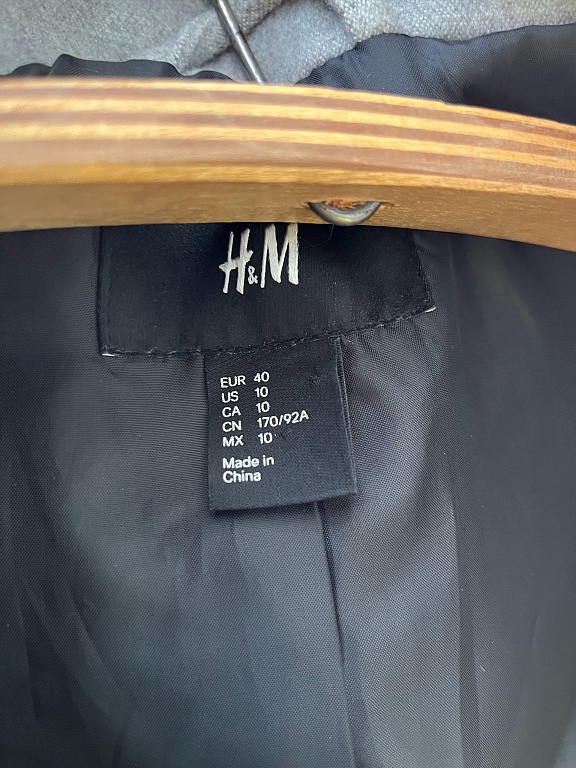 H&M
EUR 40
US 10
CA 10
CN 170/92A
MX 10
Made in
China